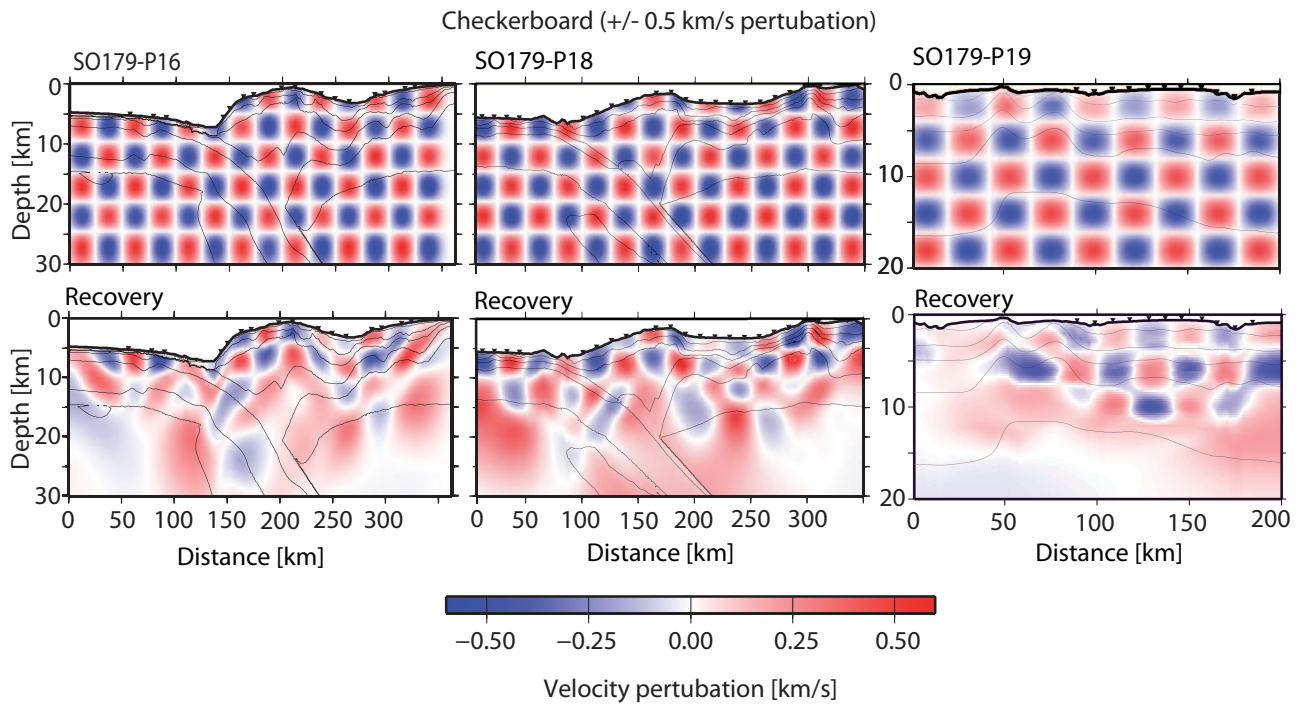 Checkerboard (+/- 0.5 km/s pertubation)
SO179-P16
SO179-P18
SO179-P19
0
10
20
30
Depth [km]
0
10
20
Recovery
Recovery
Recovery
0
10
20
30
Depth [km]
0
10
20
0 50 100 150 200 250 300
0 50 100 150 200 250 300
0 50 100 150 200
Distance [km]
Distance [km]
Distance [km]
−0.50 −0.25 0.00 0.25 0.50
Velocity pertubation [km/s]